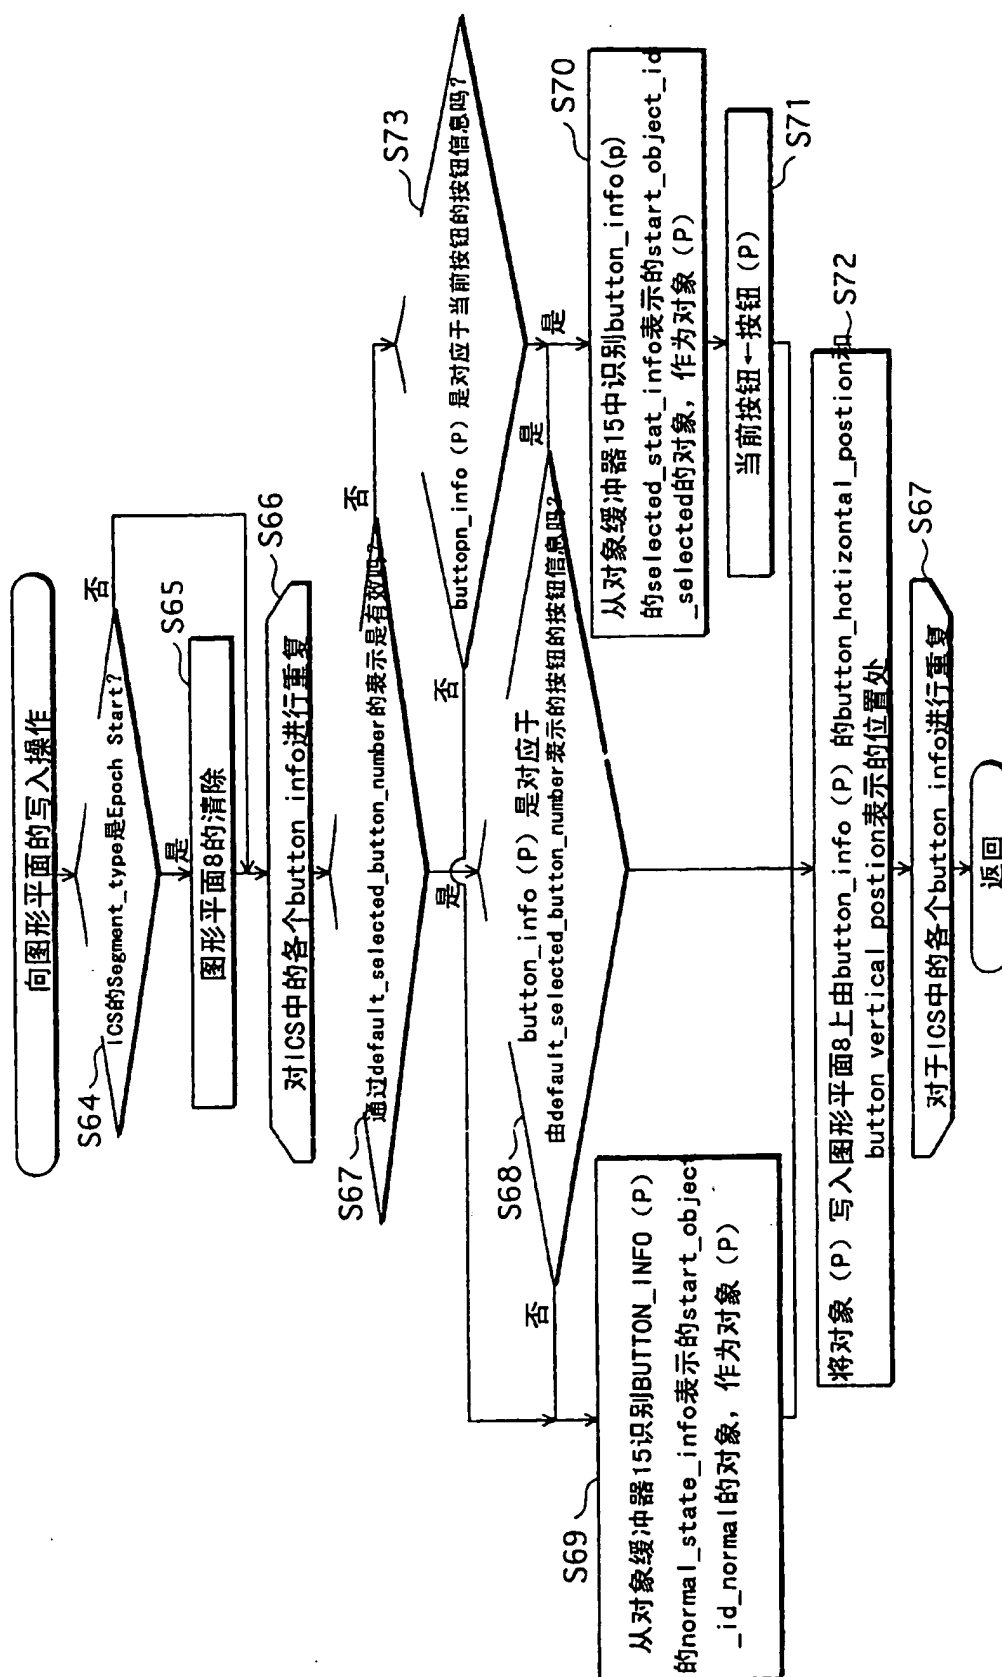 向图形平面的写入操作
S64
ICS的Segment_type是Epoch Start?
否
是
S65
图形平面8的清除
S66
对ICS中的各个button info进行重复
S67
通过default_selected_button_number的表示是有效吗?
否
是
S73
buttopn_info (P) 是对应于当前按钮的按钮信息吗?
否
是
S68
button_info (P) 是对应于
由default_selected_button_number表示的按钮的按钮信息吗?
是
否
S70
从对象缓冲器15中识别button_info(p)
的selected_stat_info表示的start_object_id
_selected的对象，作为对象 (P)
S71
当前按钮←按钮 (P)
S69
从对象缓冲器15识别BUTTON_INFO (P)
的normal_state_info表示的start_object
_id_normal的对象，作为对象 (P)
S72
将对象 (P) 写入图形平面8上由button_info (P) 的button_hotizontal_postion和
button vertical_postion表示的位置处
S67
对于ICS中的各个button info进行重复
返回